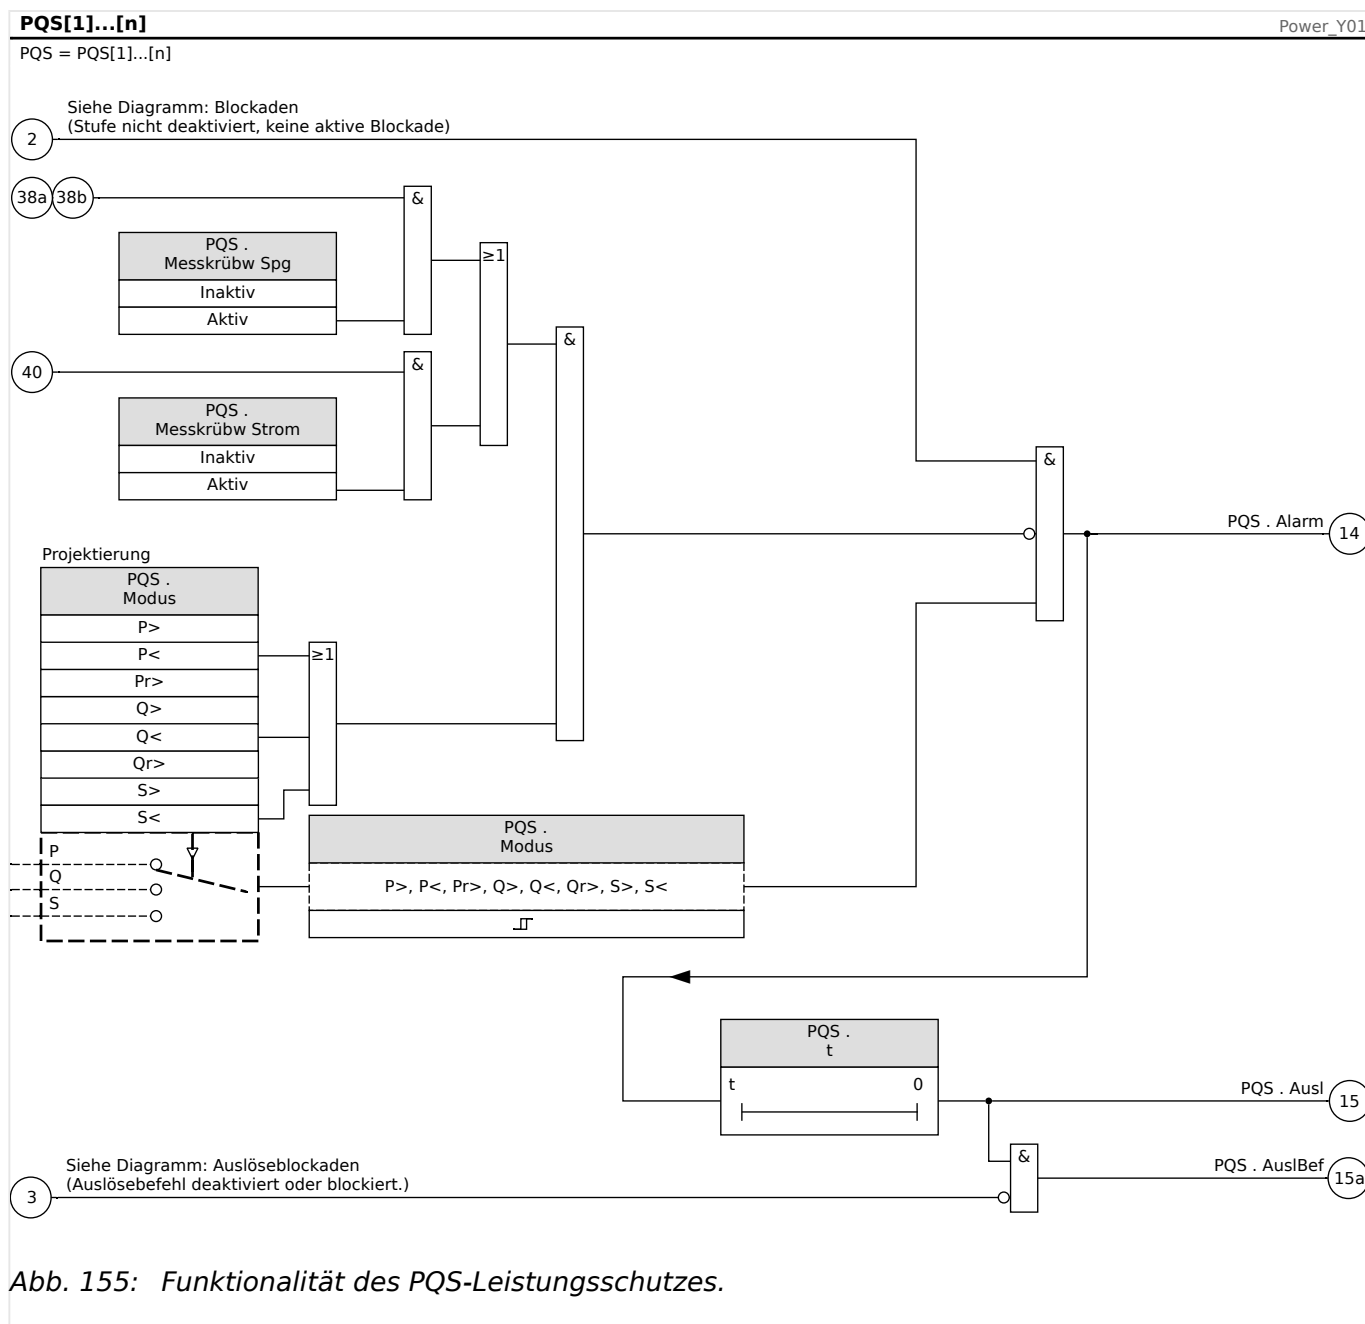 PQS[1]...[n]
Power_Y01
PQS = PQS[1]...[n]
Siehe Diagramm: Blockaden
(Stufe nicht deaktiviert, keine aktive Blockade)
2
38a 38b
&
PQS .
Messkrübw Spg
Inaktiv
Aktiv
≥1
&
40
&
PQS .
Messkrübw Strom
Inaktiv
Aktiv
&
PQS . Alarm
14
Projektierung
PQS .
Modus
P>
P<
Pr>
Q>
Q<
Qr>
S>
S<
≥1
P
Q
S
PQS .
Modus
P>, P<, Pr>, Q>, Q<, Qr>, S>, S<
PQS .
t
t 0
PQS . Ausl
15
Siehe Diagramm: Auslöseblockaden
(Auslösebefehl deaktiviert oder blockiert.)
3
&
PQS . AuslBef
15a
Abb. 155: Funktionalität des PQS-Leistungsschutzes.